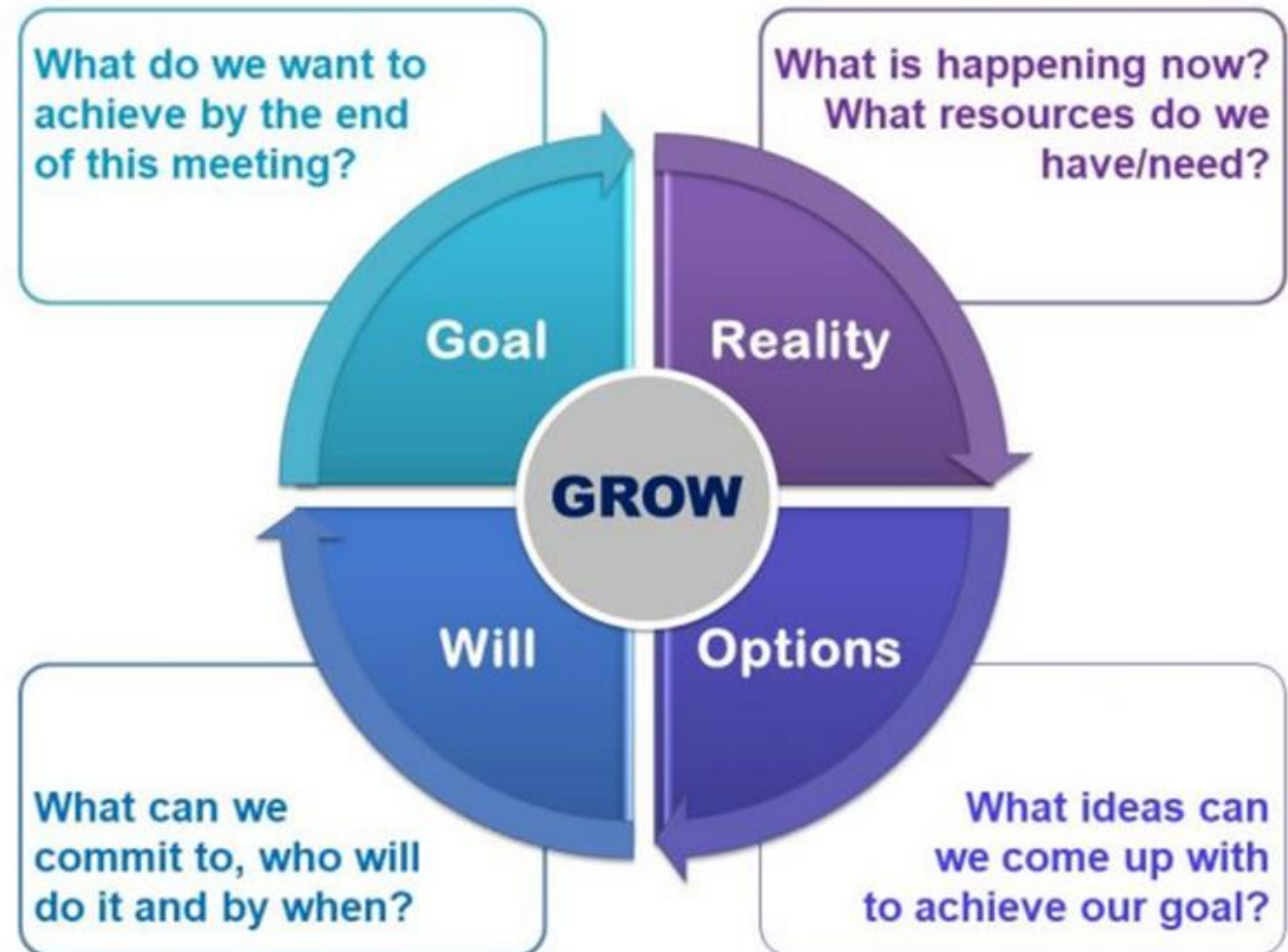 What do we want to
achieve by the end
of this meeting?
What is happening now?
What resources do we
have/need?
Goal
Reality
GROW
Will
Options
What can we
commit to, who will
do it and by when?
What ideas can
we come up with
to achieve our goal?